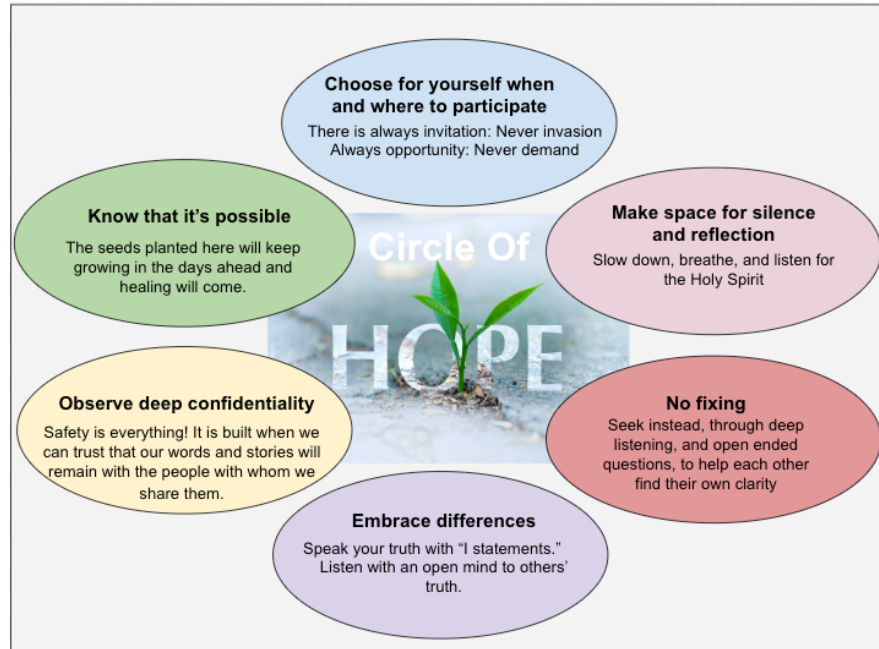 Choose for yourself when
and where to participate
There is always invitation: Never invasion
Always opportunity: Never demand
Make space for silence
and reflection
Slow down, breathe, and listen for
the Holy Spirit
No fixing
Seek instead, through deep
listening, and open ended
questions, to help each other
find their own clarity
Embrace differences
Speak your truth with “I statements.”
Listen with an open mind to others’
truth.
Observe deep confidentiality
Safety is everything! It is built when we
can trust that our words and stories will
remain with the people with whom we
share them.
Know that it’s possible
The seeds planted here will keep
growing in the days ahead and
healing will come.
Circle Of
HOPE